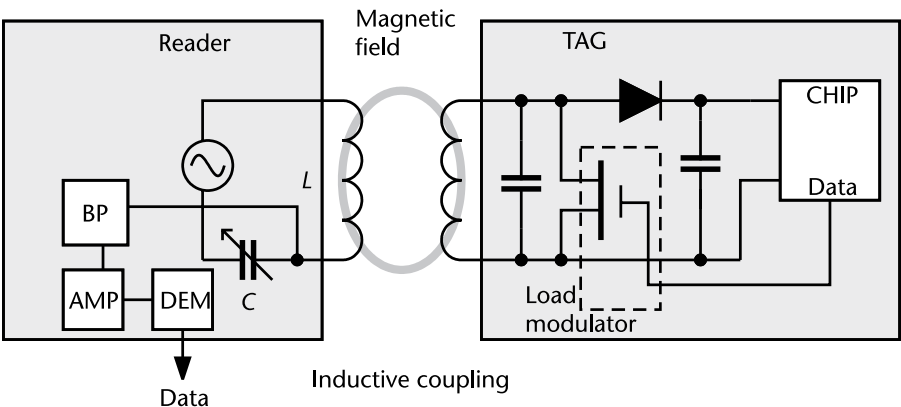 Magnetic
field
Reader
TAG
CHIP
L
Data
BP
AMP
DEM
C
Load
modulator
Inductive coupling
Data